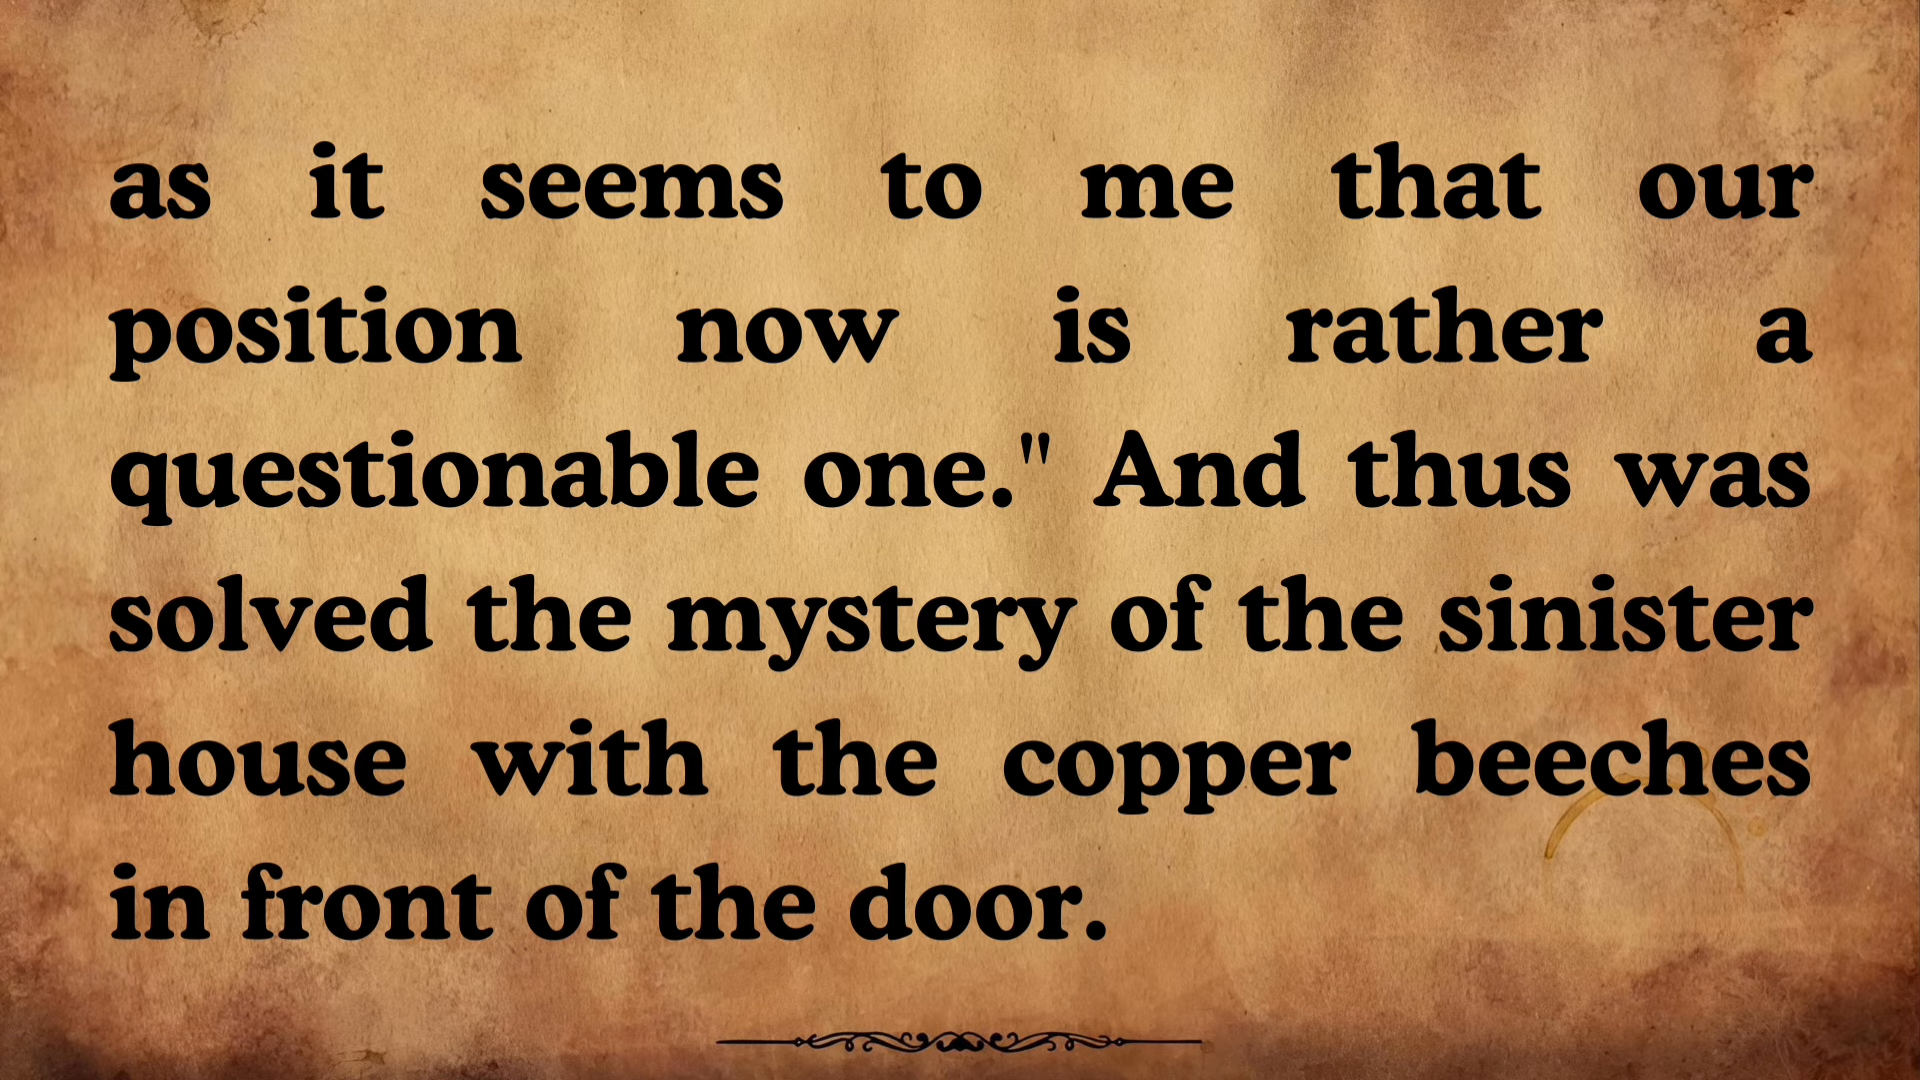 as it seems to me that our
position now is rather a
questionable one." And thus was
solved the mystery of the sinister
house with the copper beeches
in front of the door.